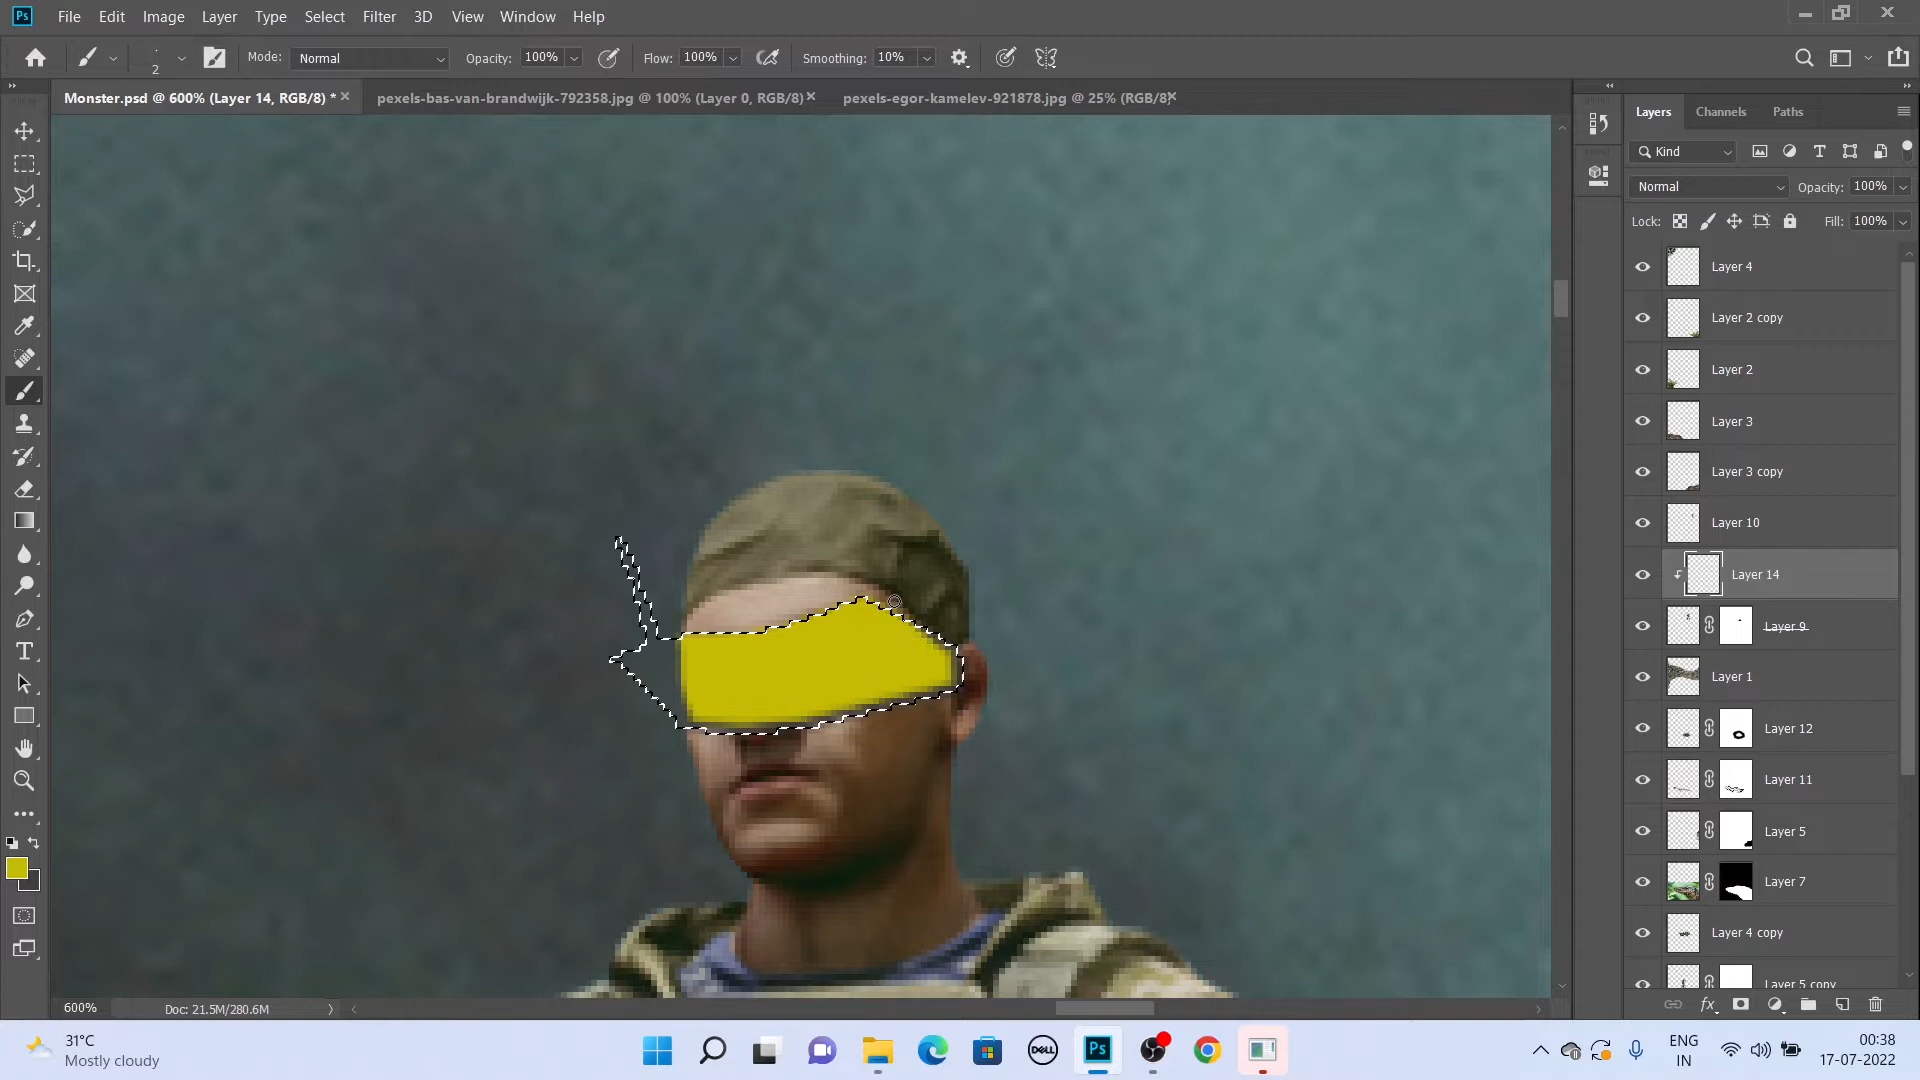 Ps File Edit Image Layer Type Select Filter 3D View Window Help
2 Mode: Normal Opacity: 100% Flow: 100% Smoothing: 10%
Monster.psd @ 600% (Layer 14, RGB/8) * pexels-bas-van-brandwijk-792358.jpg @ 100% (Layer 0, RGB/8) pexels-egor-kamelev-921878.jpg @ 25% (RGB/8)
Layers Channels Paths
Kind
Normal Opacity: 100%
Lock: Fill: 100%
Layer 4
Layer 2 copy
Layer 2
Layer 3
Layer 3 copy
Layer 10
Layer 14
Layer 9
Layer 1
Layer 12
Layer 11
Layer 5
Layer 7
Layer 4 copy
Layer 5 copy
fx
600% Doc: 21.5M/280.6M
31°C
Mostly cloudy
DELL
Ps
ENG
IN
00:38
17-07-2022